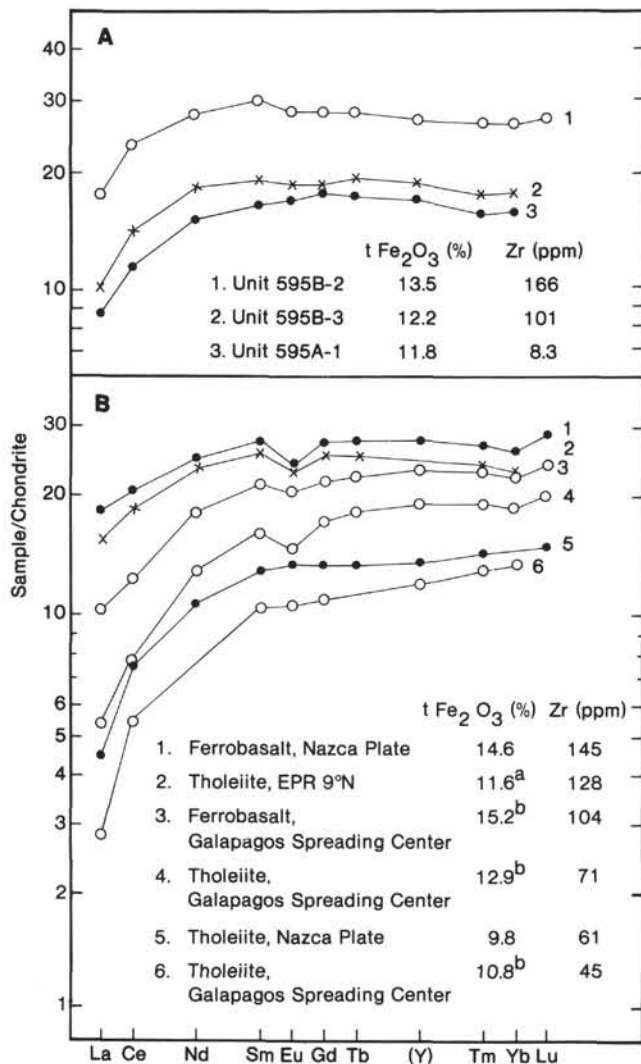 A
40
30
20
10
1
2
3
t Fe2O3 (%) Zr (ppm)
1. Unit 595B-2 13.5 166
2. Unit 595B-3 12.2 101
3. Unit 595A-1 11.8 8.3
B
30
20
10
6
5
4
3
2
1
1
2
3
4
5
6
Sample/Chondrite
t Fe2 O3 (%) Zr (ppm)
1. Ferrobasalt, Nazca Plate 14.6 145
2. Tholeiite, EPR 9°N 11.6a 128
3. Ferrobasalt, 15.2b 104
Galapagos Spreading Center
4. Tholeiite, 12.9b 71
Galapagos Spreading Center
5. Tholeiite, Nazca Plate 9.8 61
6. Tholeiite, 10.8b 45
Galapagos Spreading Center
La Ce Nd Sm Eu Gd Tb (Y) Tm Yb Lu